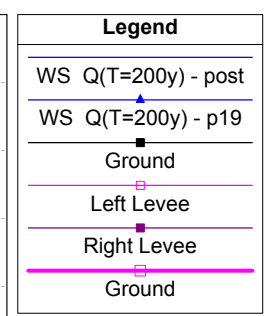 Legend
WS Q(T=200y) - post
WS Q(T=200y) - p19
Ground
Left Levee
Right Levee
Ground